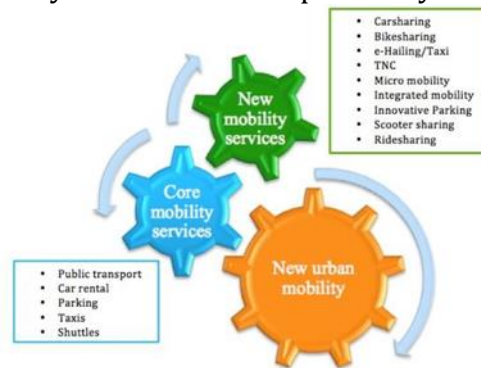 Carsharing
Bikesharing
e-Hailing/Taxi
TNC
Micro mobility
Integrated mobility
Innovative Parking
Scooter sharing
Ridesharing
New
mobility
services
Core
mobility
services
New urban
mobility
Public transport
Car rental
Parking
Taxis
Shuttles